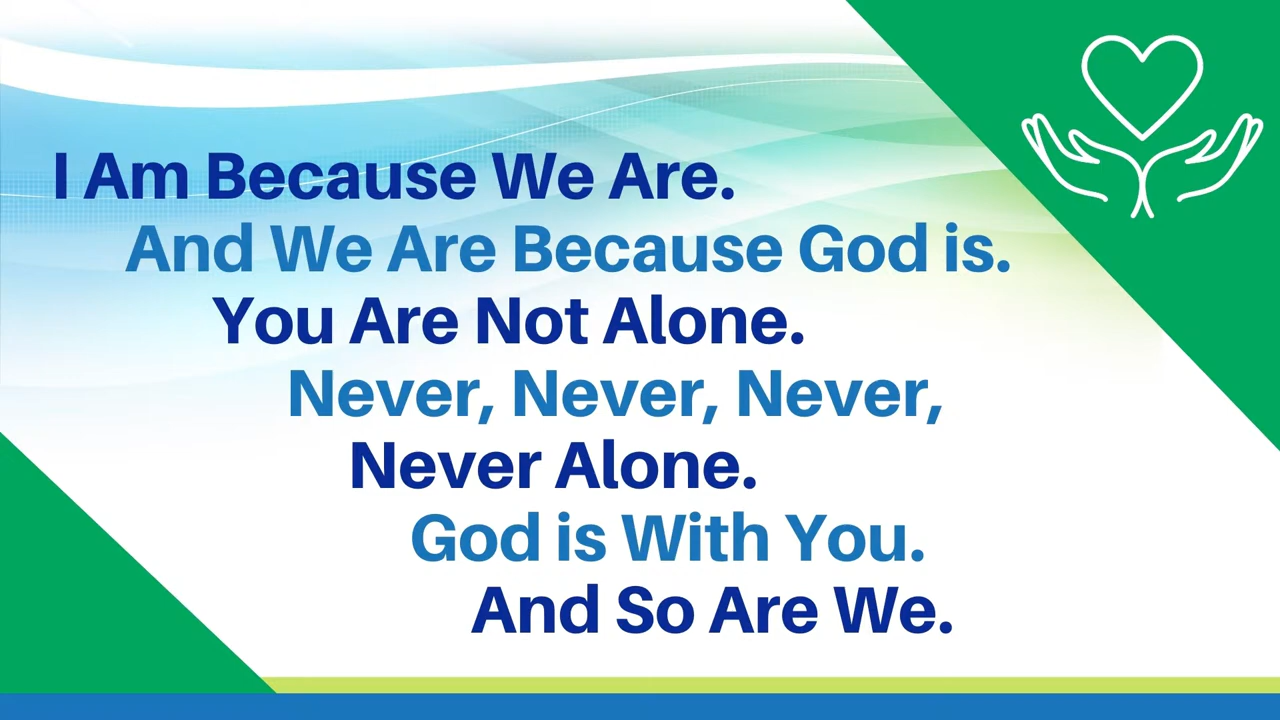 I Am Because We Are.
And We Are Because God is.
You Are Not Alone.
Never, Never, Never,
Never Alone.
God is With You.
And So Are We.